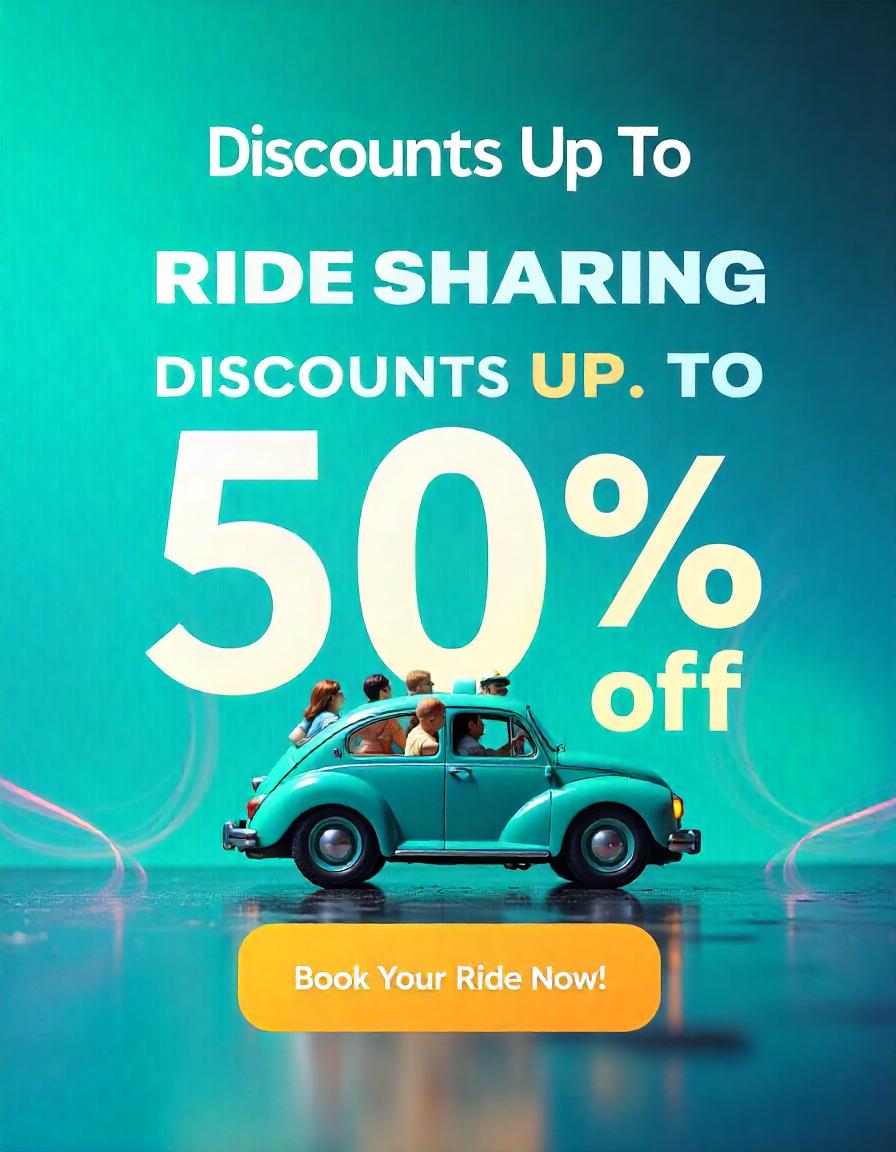 Discounts Up To
RIDE SHARING
DISCOUNTS UP. TO
50%
off
Book Your Ride Now!